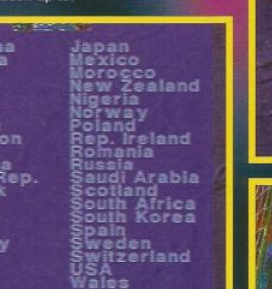 Japan
Mexico
Morocco
New Zealand
Nigeria
Norway
Poland
Rep. Ireland
Romania
Russia
Rep. Saudi Arabia
Scotland
South Africa
South Korea
Spain
Sweden
Switzerland
USA
Wales